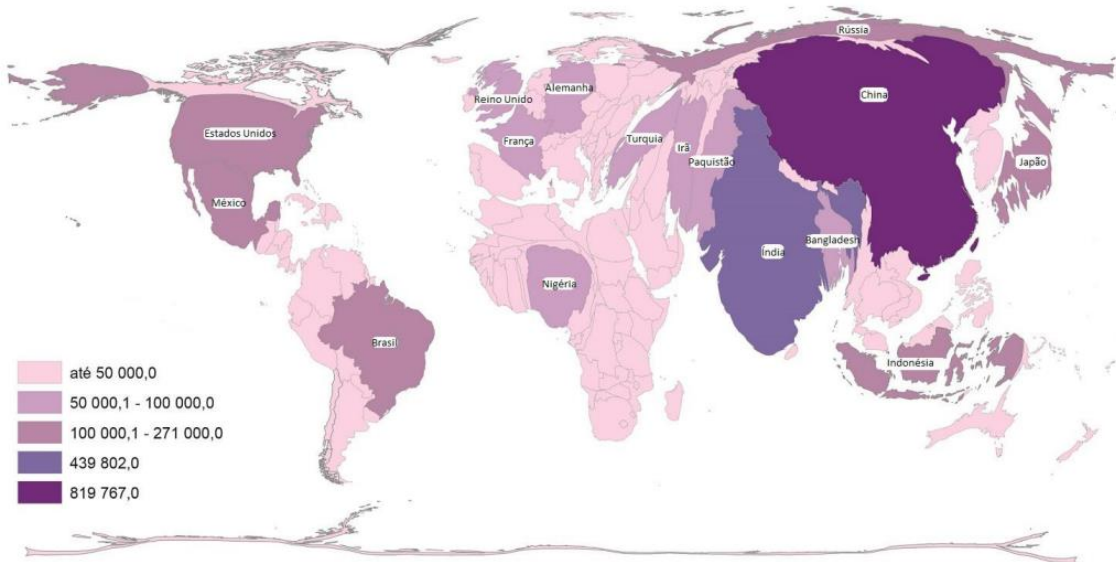 Rússia
Alemanha
Reino Unido
China
Estados Unidos
França
Turquia
Irã
Paquistão
Japão
México
Bangladesh
Índia
Nigéria
Brasil
Indonésia
até 50 000,0
50 000,1 - 100 000,0
100 000,1 - 271 000,0
439 802,0
819 767,0